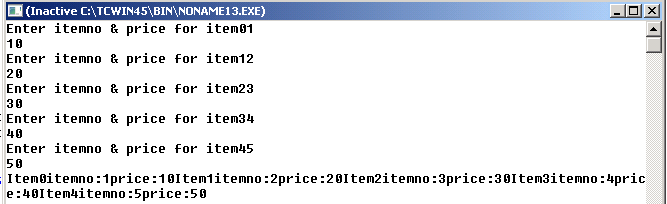 (Inactive C:\TCWIN45\BIN\NONAME13.EXE)
Enter itemno & price for item01
10
Enter itemno & price for item12
20
Enter itemno & price for item23
30
Enter itemno & price for item34
40
Enter itemno & price for item45
50
Item0itemno:1price:10Item1itemno:2price:20Item2itemno:3price:30Item3itemno:4pric
e:40Item4itemno:5price:50